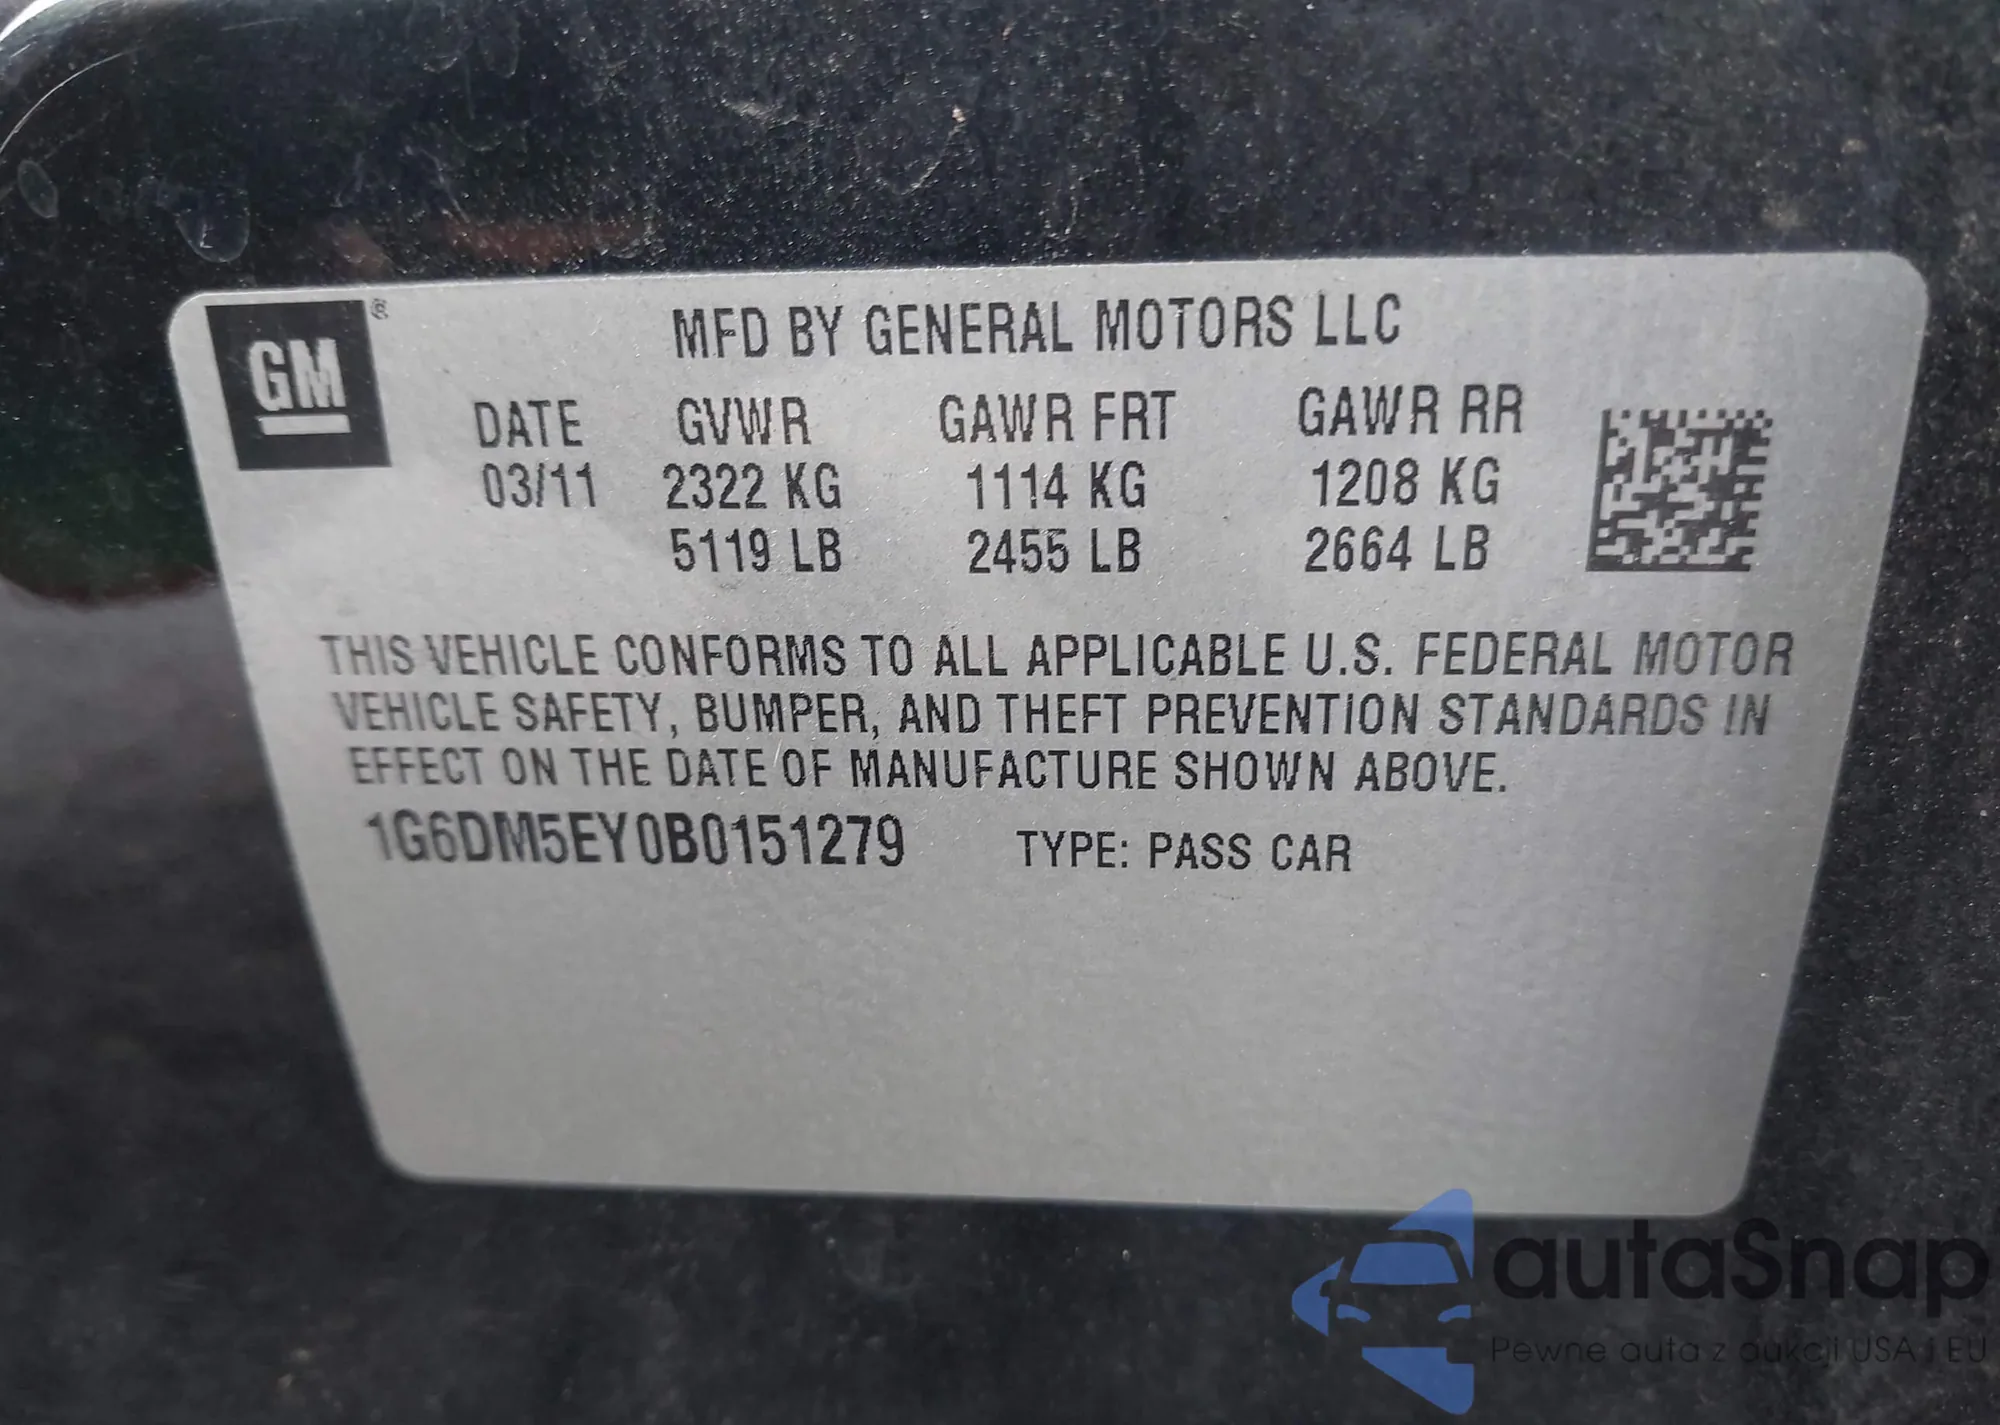 GM ®
MFD BY GENERAL MOTORS LLC
DATE GVWR GAWR FRT GAWR RR
03/11 2322 KG 1114 KG 1208 KG
5119 LB 2455 LB 2664 LB
THIS VEHICLE CONFORMS TO ALL APPLICABLE U.S. FEDERAL MOTOR
VEHICLE SAFETY, BUMPER, AND THEFT PREVENTION STANDARDS IN
EFFECT ON THE DATE OF MANUFACTURE SHOWN ABOVE.
1G6DM5EY0B0151279 TYPE: PASS CAR
autaSnap
Pewne auta z aukcji USA i EU